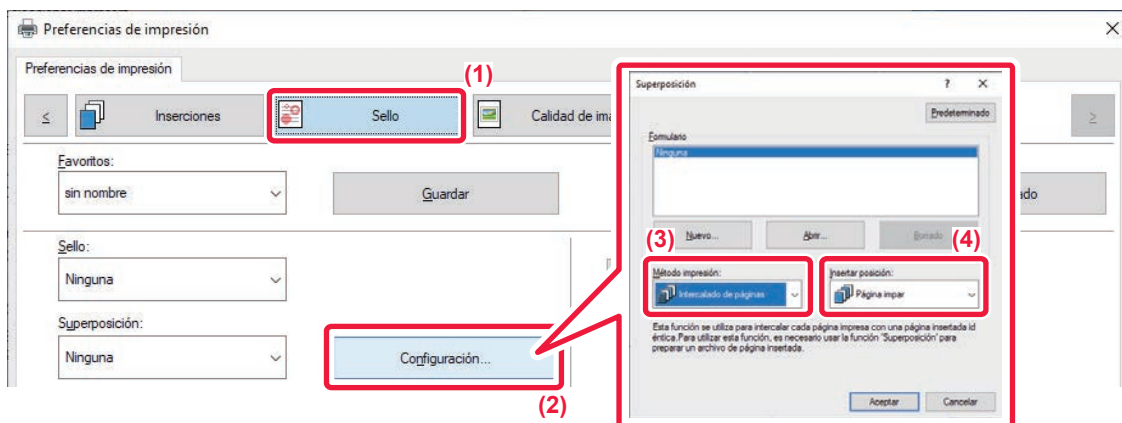 Preferencias de impresión
Preferencias de impresión
(1)
<
Inserciones
Sello
Calidad de im
>
Favoritos:
sin nombre
Guardar
do
Sello:
Ninguna
Superposición:
Ninguna
Configuración...
(2)
Superposición
?
Predeterminado
Formulario
Ninguna
Nuevo...
Abrir...
Borrado
(3)
(4)
Método impresión:
Insertar posición:
Intercalado de páginas
Página impar
Esta función se utiliza para intercalar cada página impresa con una página insertada id
éntica.Para utilizar esta función, es necesario usar la función 'Superposición' para
preparar un archivo de página insertada.
Aceptar
Cancelar